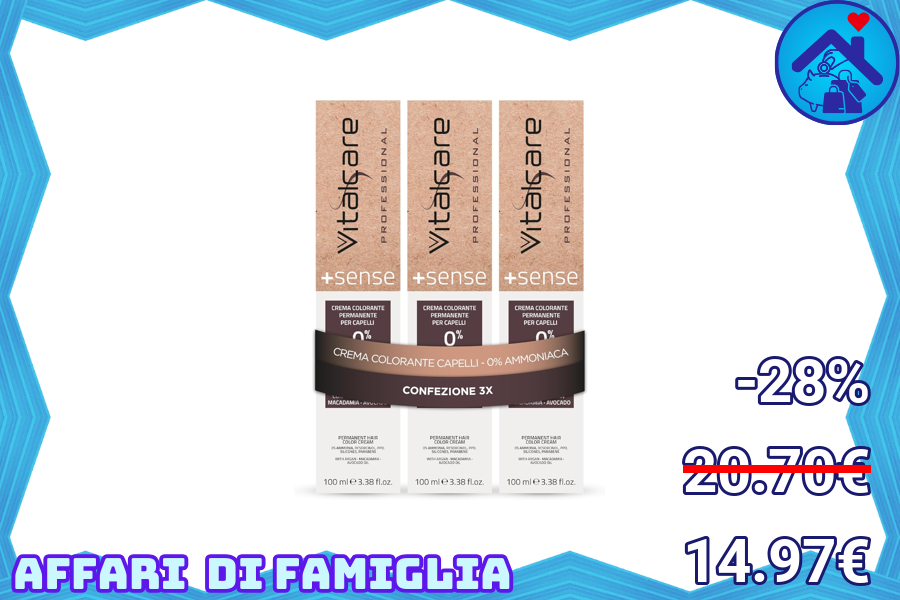 Vitalcare Vitalcare Vitalcare
PROFESSIONAL PROFESSIONAL PROFESSIONAL
+sense +sense +sense
CREMA COLORANTE CREMA COLORANTE CREMA COLORANTE
PERMANENTE PERMANENTE PERMANENTE
PER CAPELLI PER CAPELLI PER CAPELLI
0% 0% 0%
CREMA COLORANTE CAPELLI - 0% AMMONIACA
CONFEZIONE 3X
PERMANENT HAIR PERMANENT HAIR PERMANENT HAIR
COLOR CREAM COLOR CREAM COLOR CREAM
100 ml ℮ 3.38 fl.oz. 100 ml ℮ 3.38 fl.oz. 100 ml ℮ 3.38 fl.oz.
-28%
20.70€
14.97€
AFFARI DI FAMIGLIA